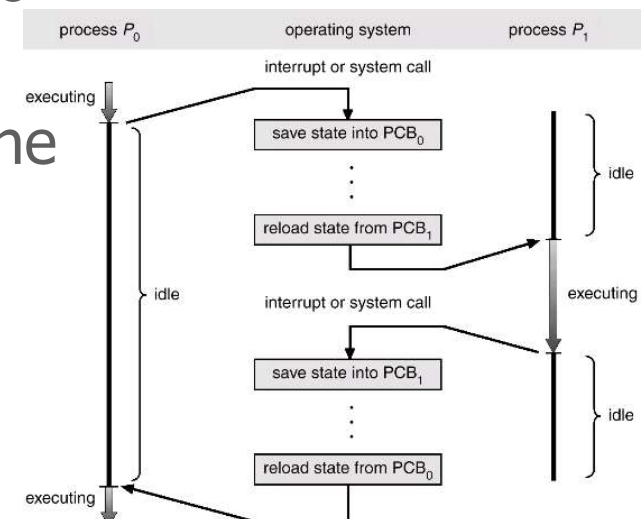 process P0 operating system process P1
interrupt or system call
executing
save state into PCB0
idle
reload state from PCB1
idle
executing
interrupt or system call
save state into PCB1
idle
reload state from PCB0
executing